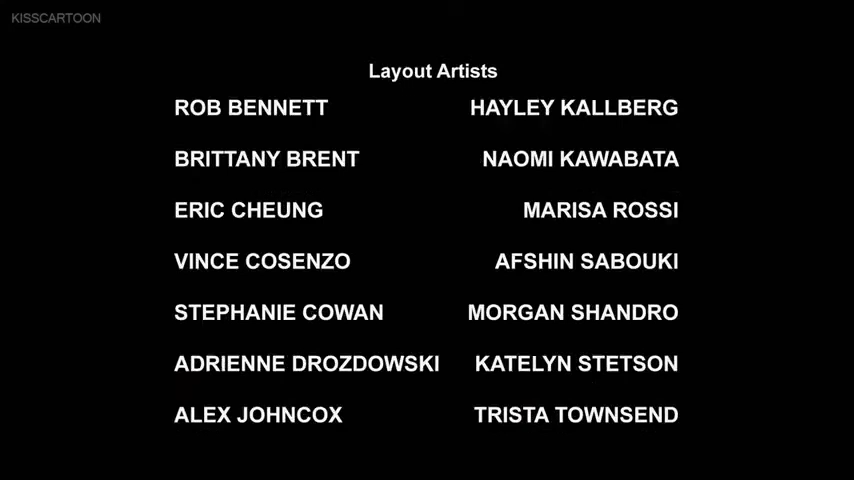 KISSCARTOON
Layout Artists
ROB BENNETT HAYLEY KALLBERG
BRITTANY BRENT NAOMI KAWABATA
ERIC CHEUNG MARISA ROSSI
VINCE COSENZO AFSHIN SABOUKI
STEPHANIE COWAN MORGAN SHANDRO
ADRIENNE DROZDOWSKI KATELYN STETSON
ALEX JOHNCOX TRISTA TOWNSEND